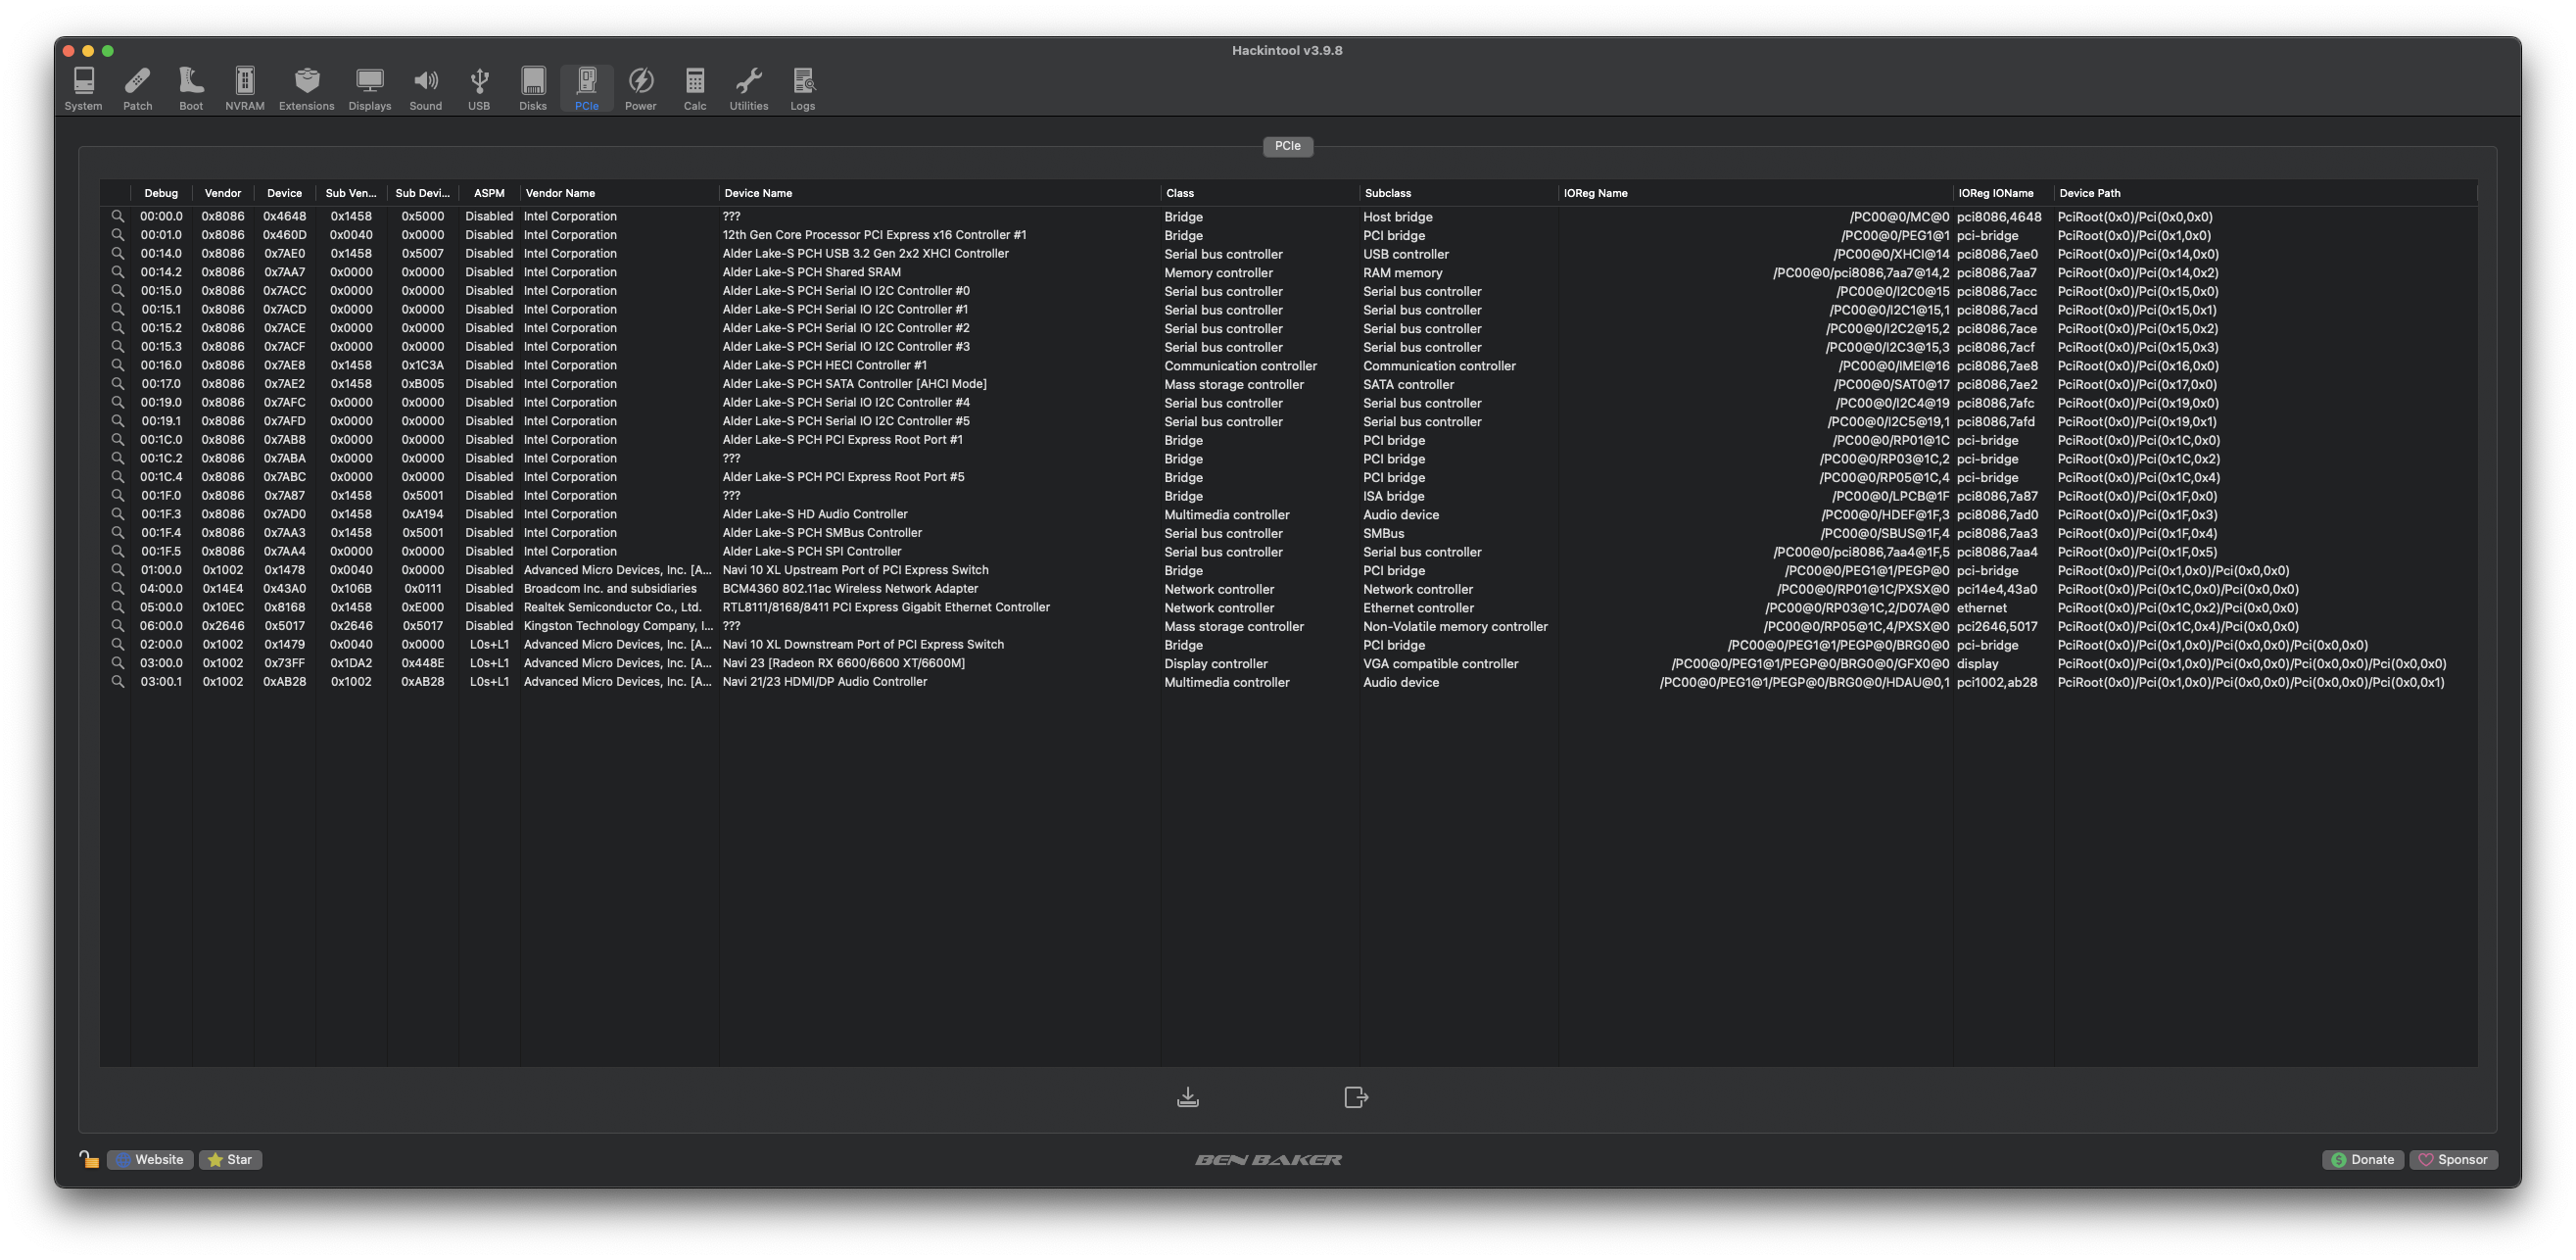 Hackintool v3.9.8
System Patch Boot NVRAM Extensions Displays Sound USB Disks PCIe Power Calc Utilities Logs
PCIe
Debug Vendor Device Sub Ven... Sub Devi... ASPM Vendor Name Device Name Class Subclass IOReg Name IOReg IOName Device Path
00:00.0 0x8086 0x4648 0x1458 0x5000 Disabled Intel Corporation ??? Bridge Host bridge /PC00@0/MC@0 pci8086,4648 PciRoot(0x0)/Pci(0x0,0x0)
00:01.0 0x8086 0x460D 0x0040 0x0000 Disabled Intel Corporation 12th Gen Core Processor PCI Express x16 Controller #1 Bridge PCI bridge /PC00@0/PEG1@1 pci-bridge PciRoot(0x0)/Pci(0x1,0x0)
00:14.0 0x8086 0x7AE0 0x1458 0x5007 Disabled Intel Corporation Alder Lake-S PCH USB 3.2 Gen 2x2 XHCI Controller Serial bus controller USB controller /PC00@0/XHCI@14 pci8086,7ae0 PciRoot(0x0)/Pci(0x14,0x0)
00:14.2 0x8086 0x7AA7 0x0000 0x0000 Disabled Intel Corporation Alder Lake-S PCH Shared SRAM Memory controller RAM memory /PC00@0/pci8086,7aa7@14,2 pci8086,7aa7 PciRoot(0x0)/Pci(0x14,0x2)
00:15.0 0x8086 0x7ACC 0x0000 0x0000 Disabled Intel Corporation Alder Lake-S PCH Serial IO I2C Controller #0 Serial bus controller Serial bus controller /PC00@0/I2C0@15 pci8086,7acc PciRoot(0x0)/Pci(0x15,0x0)
00:15.1 0x8086 0x7ACD 0x0000 0x0000 Disabled Intel Corporation Alder Lake-S PCH Serial IO I2C Controller #1 Serial bus controller Serial bus controller /PC00@0/I2C1@15,1 pci8086,7acd PciRoot(0x0)/Pci(0x15,0x1)
00:15.2 0x8086 0x7ACE 0x0000 0x0000 Disabled Intel Corporation Alder Lake-S PCH Serial IO I2C Controller #2 Serial bus controller Serial bus controller /PC00@0/I2C2@15,2 pci8086,7ace PciRoot(0x0)/Pci(0x15,0x2)
00:15.3 0x8086 0x7ACF 0x0000 0x0000 Disabled Intel Corporation Alder Lake-S PCH Serial IO I2C Controller #3 Serial bus controller Serial bus controller /PC00@0/I2C3@15,3 pci8086,7acf PciRoot(0x0)/Pci(0x15,0x3)
00:16.0 0x8086 0x7AE8 0x1458 0x1C3A Disabled Intel Corporation Alder Lake-S PCH HECI Controller #1 Communication controller Communication controller /PC00@0/IMEI@16 pci8086,7ae8 PciRoot(0x0)/Pci(0x16,0x0)
00:17.0 0x8086 0x7AE2 0x1458 0xB005 Disabled Intel Corporation Alder Lake-S PCH SATA Controller [AHCI Mode] Mass storage controller SATA controller /PC00@0/SAT0@17 pci8086,7ae2 PciRoot(0x0)/Pci(0x17,0x0)
00:19.0 0x8086 0x7AFC 0x0000 0x0000 Disabled Intel Corporation Alder Lake-S PCH Serial IO I2C Controller #4 Serial bus controller Serial bus controller /PC00@0/I2C4@19 pci8086,7afc PciRoot(0x0)/Pci(0x19,0x0)
00:19.1 0x8086 0x7AFD 0x0000 0x0000 Disabled Intel Corporation Alder Lake-S PCH Serial IO I2C Controller #5 Serial bus controller Serial bus controller /PC00@0/I2C5@19,1 pci8086,7afd PciRoot(0x0)/Pci(0x19,0x1)
00:1C.0 0x8086 0x7AB8 0x0000 0x0000 Disabled Intel Corporation Alder Lake-S PCH PCI Express Root Port #1 Bridge PCI bridge /PC00@0/RP01@1C pci-bridge PciRoot(0x0)/Pci(0x1C,0x0)
00:1C.2 0x8086 0x7ABA 0x0000 0x0000 Disabled Intel Corporation ??? Bridge PCI bridge /PC00@0/RP03@1C,2 pci-bridge PciRoot(0x0)/Pci(0x1C,0x2)
00:1C.4 0x8086 0x7ABC 0x0000 0x0000 Disabled Intel Corporation Alder Lake-S PCH PCI Express Root Port #5 Bridge PCI bridge /PC00@0/RP05@1C,4 pci-bridge PciRoot(0x0)/Pci(0x1C,0x4)
00:1F.0 0x8086 0x7A87 0x1458 0x5001 Disabled Intel Corporation ??? Bridge ISA bridge /PC00@0/LPCB@1F pci8086,7a87 PciRoot(0x0)/Pci(0x1F,0x0)
00:1F.3 0x8086 0x7AD0 0x1458 0xA194 Disabled Intel Corporation Alder Lake-S HD Audio Controller Multimedia controller Audio device /PC00@0/HDEF@1F,3 pci8086,7ad0 PciRoot(0x0)/Pci(0x1F,0x3)
00:1F.4 0x8086 0x7AA3 0x1458 0x5001 Disabled Intel Corporation Alder Lake-S PCH SMBus Controller Serial bus controller SMBus /PC00@0/SBUS@1F,4 pci8086,7aa3 PciRoot(0x0)/Pci(0x1F,0x4)
00:1F.5 0x8086 0x7AA4 0x0000 0x0000 Disabled Intel Corporation Alder Lake-S PCH SPI Controller Serial bus controller Serial bus controller /PC00@0/pci8086,7aa4@1F,5 pci8086,7aa4 PciRoot(0x0)/Pci(0x1F,0x5)
01:00.0 0x1002 0x1478 0x0000 0x0000 Disabled Advanced Micro Devices, Inc. [A... Navi 10 XL Upstream Port of PCI Express Switch Bridge PCI bridge /PC00@0/PEG1@1/PEGP@0 pci-bridge PciRoot(0x0)/Pci(0x1,0x0)/Pci(0x0,0x0)
04:00.0 0x14E4 0x43A0 0x106B 0x0111 Disabled Broadcom Inc. and subsidiaries BCM4360 802.11ac Wireless Network Adapter Network controller Network controller /PC00@0/RP01@1C/PXSX@0 pci14e4,43a0 PciRoot(0x0)/Pci(0x1C,0x0)/Pci(0x0,0x0)
05:00.0 0x10EC 0x8168 0x1458 0xE000 Disabled Realtek Semiconductor Co., Ltd. RTL8111/8168/8411 PCI Express Gigabit Ethernet Controller Network controller Ethernet controller /PC00@0/RP03@1C,2/D07A@0 ethernet PciRoot(0x0)/Pci(0x1C,0x2)/Pci(0x0,0x0)
06:00.0 0x2646 0x5017 0x2646 0x5017 Disabled Kingston Technology Company, I... ??? Mass storage controller Non-Volatile memory controller /PC00@0/RP05@1C,4/PXSX@0 pci2646,5017 PciRoot(0x0)/Pci(0x1C,0x4)/Pci(0x0,0x0)
02:00.0 0x1002 0x1479 0x0040 0x0000 L0s+L1 Advanced Micro Devices, Inc. [A... Navi 10 XL Downstream Port of PCI Express Switch Bridge PCI bridge /PC00@0/PEG1@1/PEGP@0/BRG0@0 pci-bridge PciRoot(0x0)/Pci(0x1,0x0)/Pci(0x0,0x0)/Pci(0x0,0x0)
03:00.0 0x1002 0x73FF 0x1DA2 0x448E L0s+L1 Advanced Micro Devices, Inc. [A... Navi 23 [Radeon RX 6600/6600 XT/6600M] Display controller VGA compatible controller /PC00@0/PEG1@1/PEGP@0/BRG0@0/GFX0@0 display PciRoot(0x0)/Pci(0x1,0x0)/Pci(0x0,0x0)/Pci(0x0,0x0)/Pci(0x0,0x0)
03:00.1 0x1002 0xAB28 0x1002 0xAB28 L0s+L1 Advanced Micro Devices, Inc. [A... Navi 21/23 HDMI/DP Audio Controller Multimedia controller Audio device /PC00@0/PEG1@1/PEGP@0/BRG0@0/HDAU@0,1 pci1002,ab28 PciRoot(0x0)/Pci(0x1,0x0)/Pci(0x0,0x0)/Pci(0x0,0x0)/Pci(0x0,0x1)
Website Star BEN BAKER Donate Sponsor